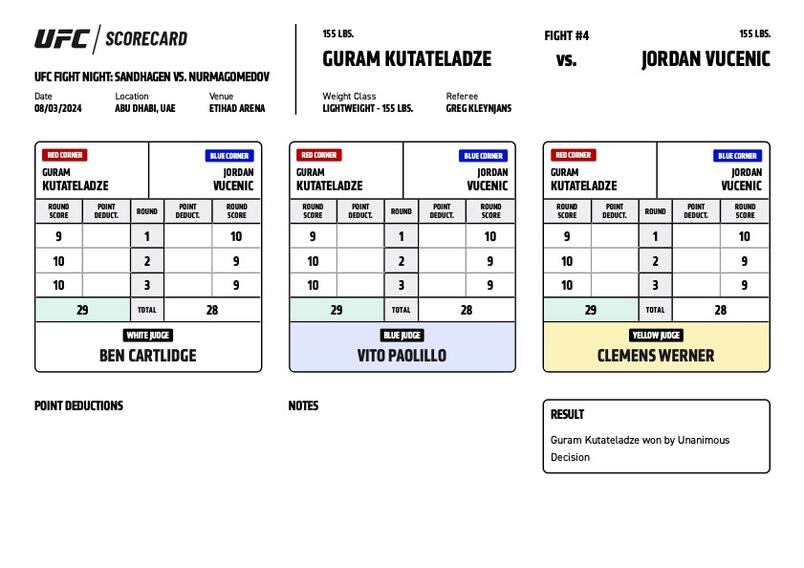 UFC / SCORECARD
UFC FIGHT NIGHT: SANDHAGEN VS. NURMAGOMEDOV
Date Location Venue
08/03/2024 ABU DHABI, UAE ETIHAD ARENA
155 LBS. FIGHT #4 155 LBS.
GURAM KUTATELADZE VS. JORDAN VUCENIC
Weight Class Referee
LIGHTWEIGHT - 155 LBS. GREG KLEYNJANS
RED CORNER BLUE CORNER
GURAM JORDAN
KUTATELADZE VUCENIC
ROUND SCORE POINT DEDUCT. ROUND POINT DEDUCT. ROUND SCORE
9 1 10
10 2 9
10 3 9
29 TOTAL 28
WHITE JUDGE
BEN CARTLIDGE
RED CORNER BLUE CORNER
GURAM JORDAN
KUTATELADZE VUCENIC
ROUND SCORE POINT DEDUCT. ROUND POINT DEDUCT. ROUND SCORE
9 1 10
10 2 9
10 3 9
29 TOTAL 28
BLUE JUDGE
VITO PAOLILLO
RED CORNER BLUE CORNER
GURAM JORDAN
KUTATELADZE VUCENIC
ROUND SCORE POINT DEDUCT. ROUND POINT DEDUCT. ROUND SCORE
9 1 10
10 2 9
10 3 9
29 TOTAL 28
YELLOW JUDGE
CLEMENS WERNER
POINT DEDUCTIONS
NOTES
RESULT
Guram Kutateladze won by Unanimous
Decision